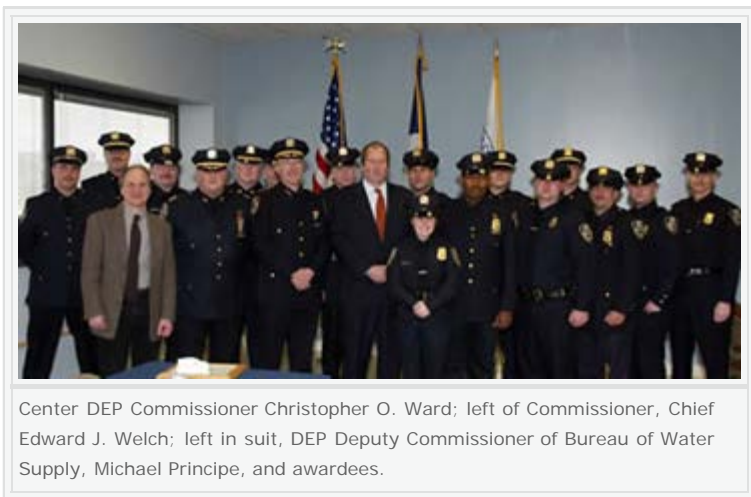 Center DEP Commissioner Christopher O. Ward; left of Commissioner, Chief
Edward J. Welch; left in suit, DEP Deputy Commissioner of Bureau of Water
Supply, Michael Principe, and awardees.